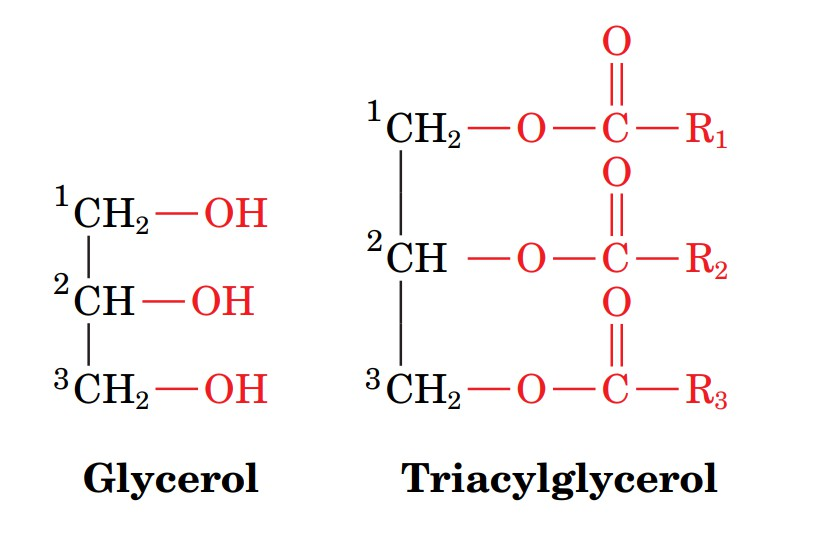 ¹CH₂—OH
²CH—OH
³CH₂—OH
Glycerol
O
¹CH₂—O—C—R₁
O
²CH—O—C—R₂
O
³CH₂—O—C—R₃
Triacylglycerol